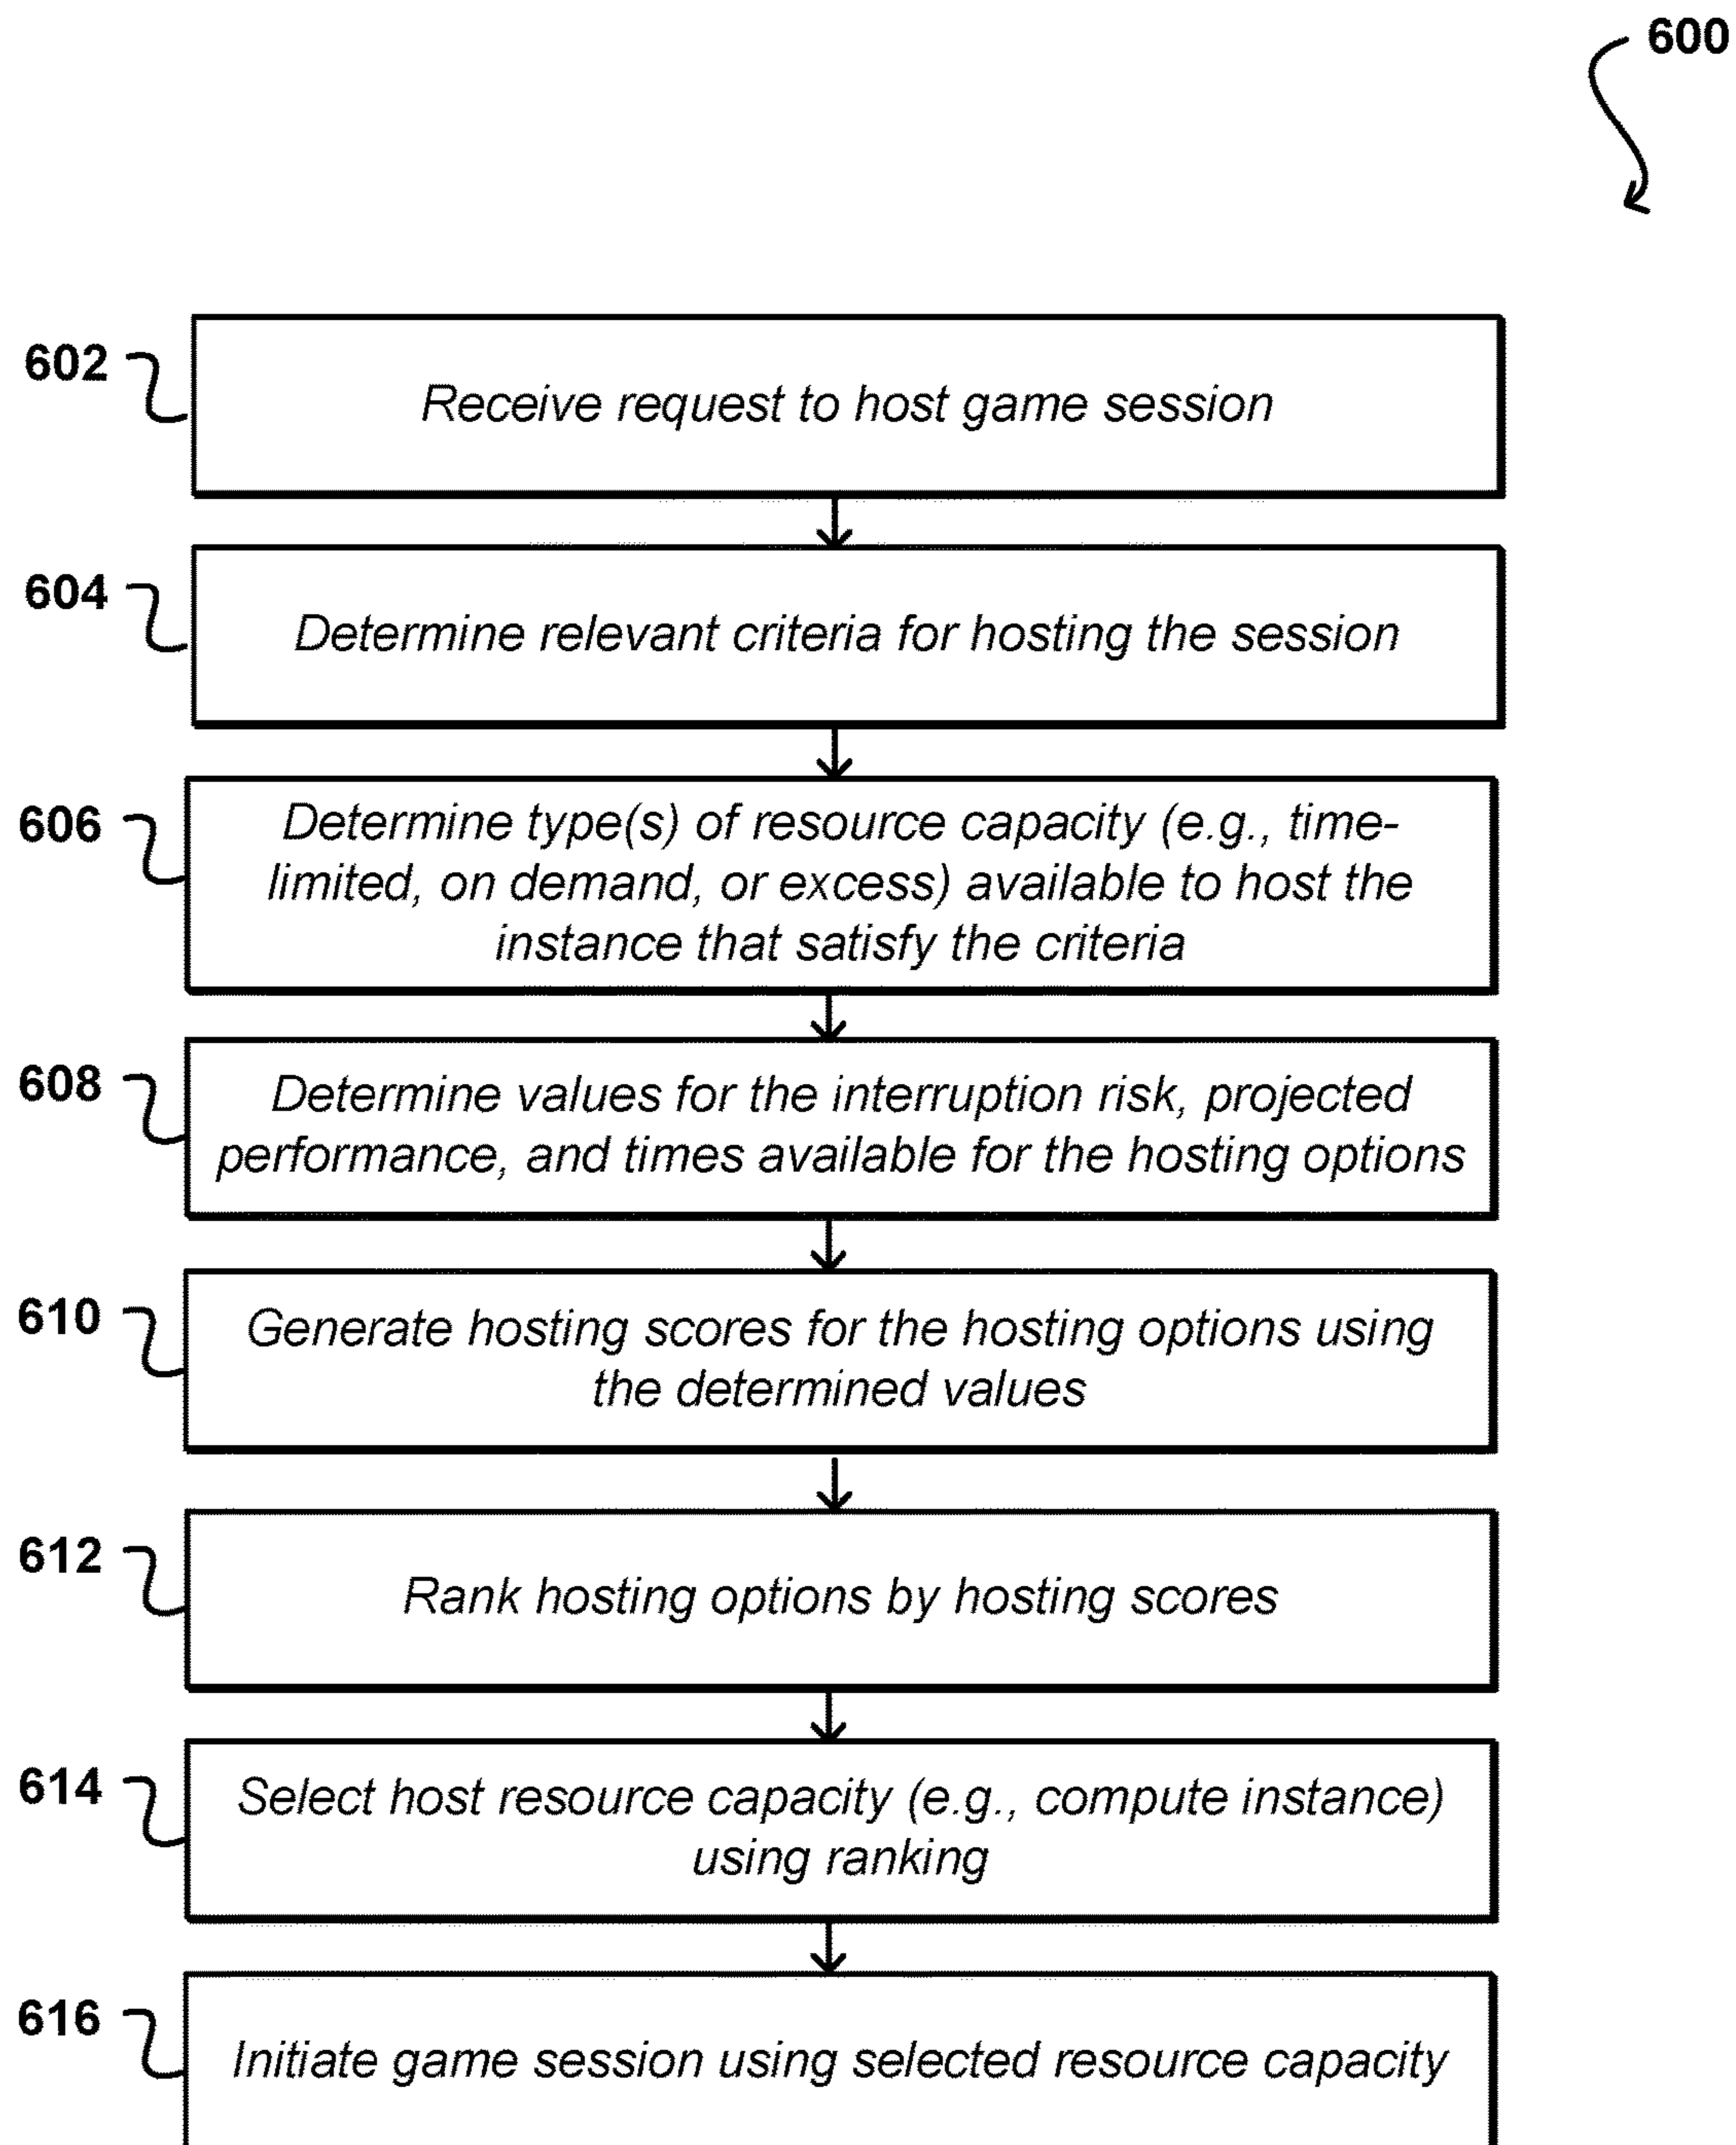 600
602
Receive request to host game session
604
Determine relevant criteria for hosting the session
606
Determine type(s) of resource capacity (e.g., time-
limited, on demand, or excess) available to host the
instance that satisfy the criteria
608
Determine values for the interruption risk, projected
performance, and times available for the hosting options
610
Generate hosting scores for the hosting options using
the determined values
612
Rank hosting options by hosting scores
614
Select host resource capacity (e.g., compute instance)
using ranking
616
Initiate game session using selected resource capacity